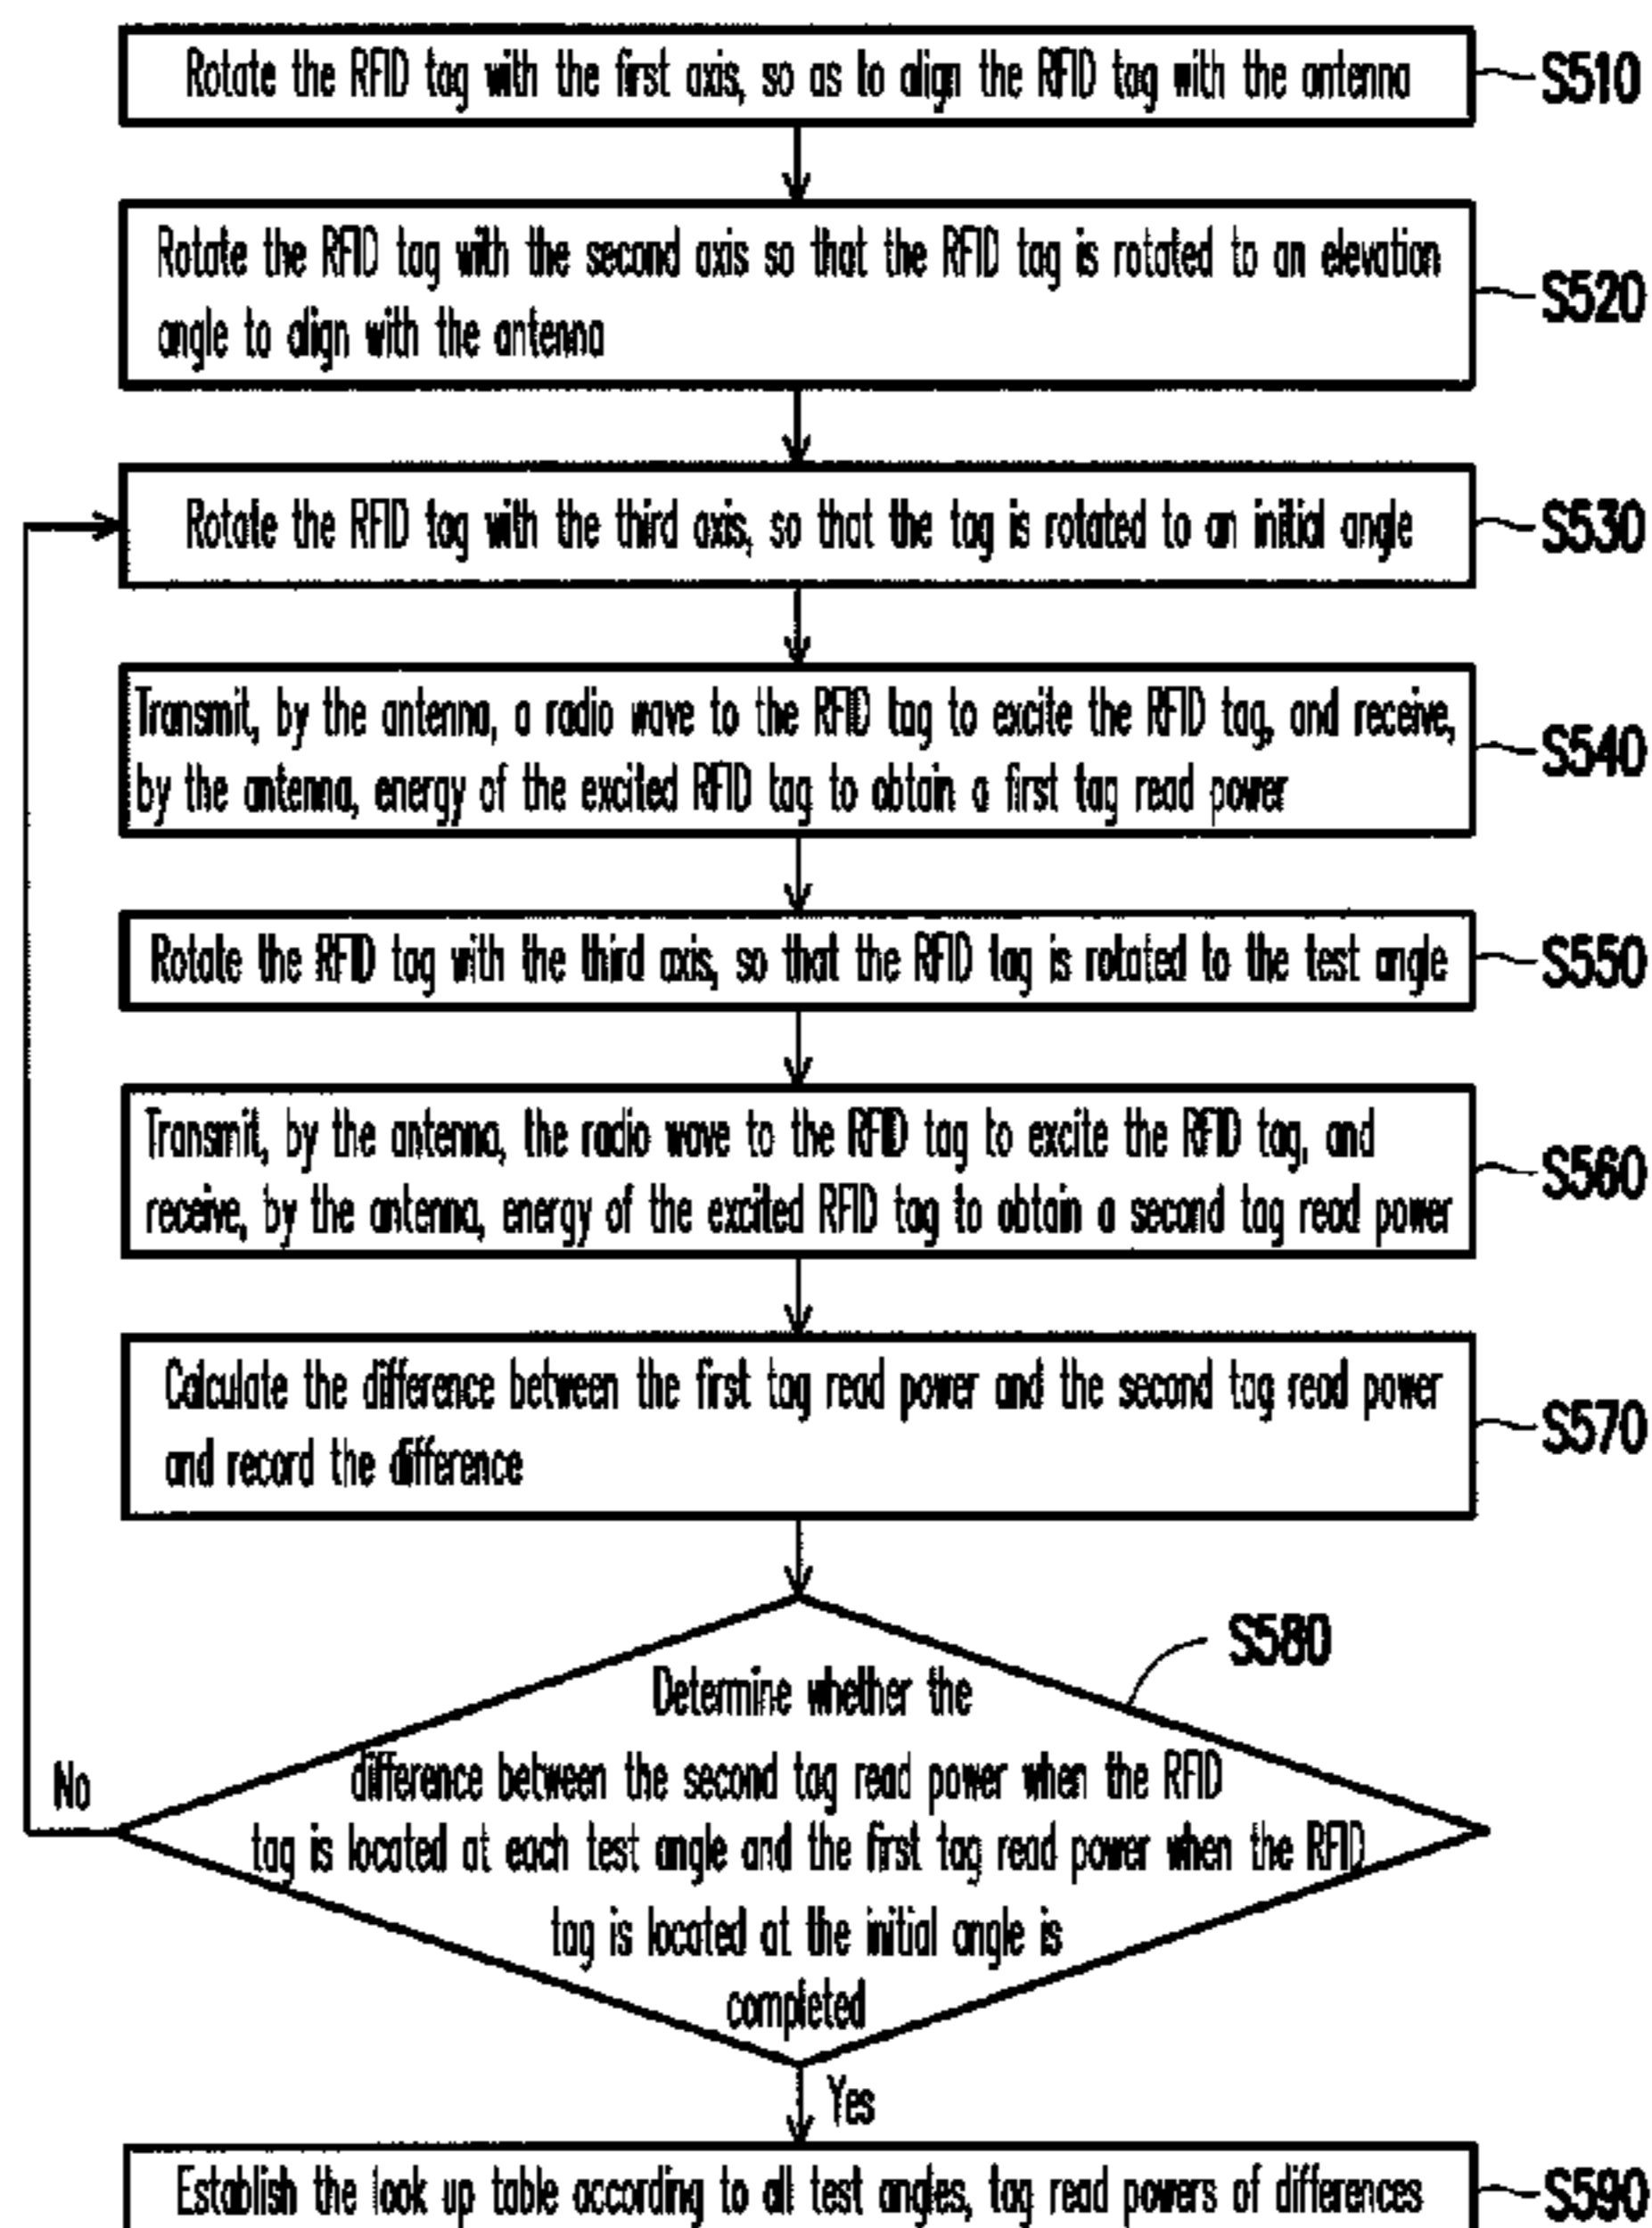 Rotate the RFID tag with the first axis, so as to align the RFID tag with the antenna
S510
Rotate the RFID tag with the second axis so that the RFID tag is rotated to an elevation
angle to align with the antenna
S520
Rotate the RFID tag with the third axis, so that the tag is rotated to an initial angle
S530
Transmit, by the antenna, a radio wave to the RFID tag to excite the RFID tag, and receive,
by the antenna, energy of the excited RFID tag to obtain a first tag read power
S540
Rotate the RFID tag with the third axis, so that the RFID tag is rotated to the test angle
S550
Transmit, by the antenna, the radio wave to the RFID tag to excite the RFID tag, and
receive, by the antenna, energy of the excited RFID tag to obtain a second tag read power
S560
Calculate the difference between the first tag read power and the second tag read power
and record the difference
S570
S580
Determine whether the
difference between the second tag read power when the RFID
tag is located at each test angle and the first tag read power when the RFID
tag is located at the initial angle is
completed
No
Yes
Establish the look up table according to all test angles, tag read powers of differences
S590